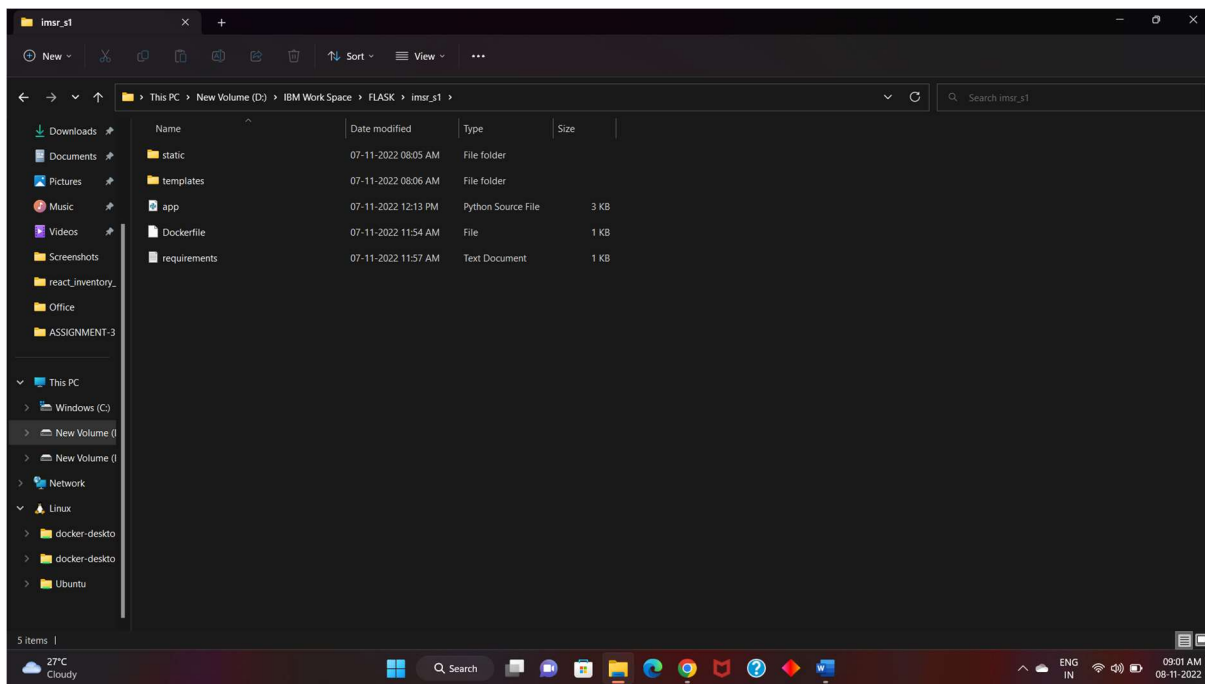 imsr_s1
New
Sort
View
This PC > New Volume (D:) > IBM Work Space > FLASK > imsr_s1 >
Search imsr_s1
Downloads
Documents
Pictures
Music
Videos
Screenshots
react_inventory_
Office
ASSIGNMENT-3
This PC
Windows (C:)
New Volume (
New Volume (
Network
Linux
docker-deskto
docker-deskto
Ubuntu
Name Date modified Type Size
static 07-11-2022 08:05 AM File folder
templates 07-11-2022 08:06 AM File folder
app 07-11-2022 12:13 PM Python Source File 3 KB
Dockerfile 07-11-2022 11:54 AM File 1 KB
requirements 07-11-2022 11:57 AM Text Document 1 KB
5 items
27°C
Cloudy
Search
ENG
IN
09:01 AM
08-11-2022